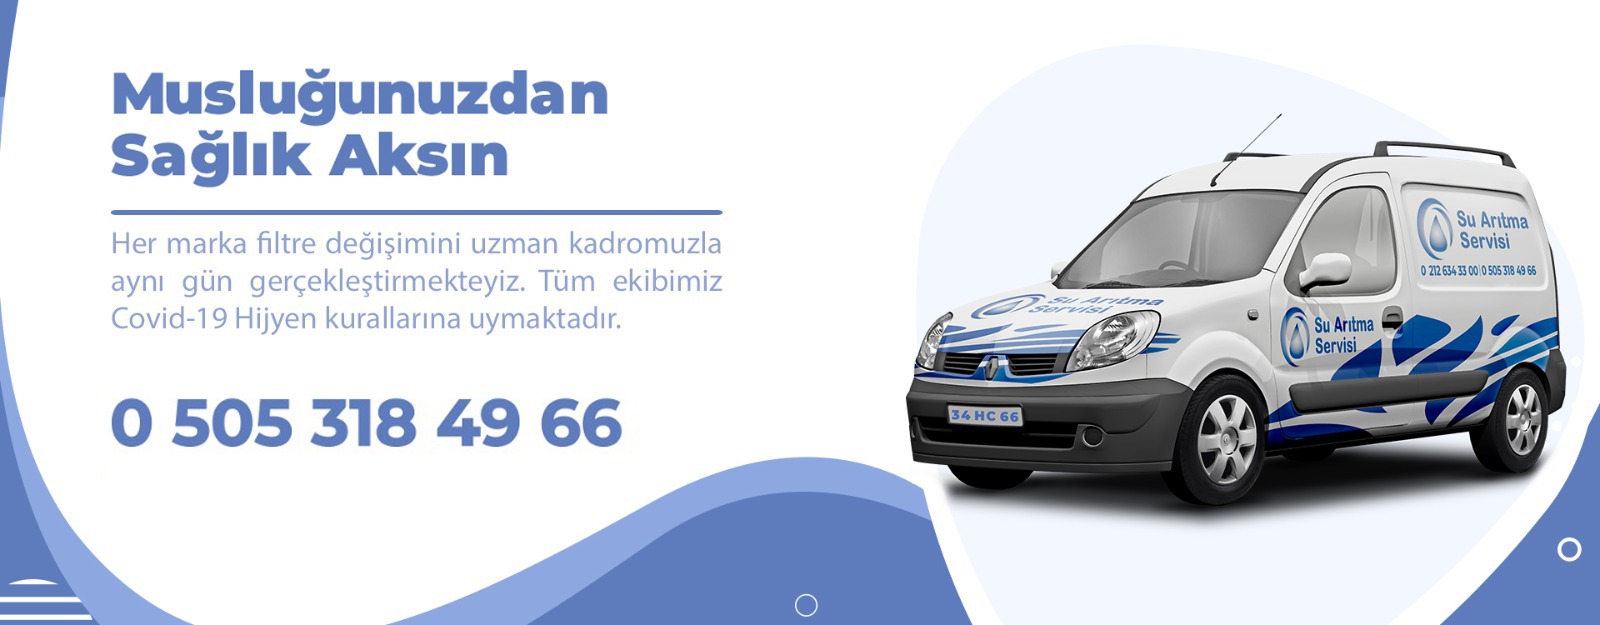 Musluğunuzdan
Sağlık Aksın
Her marka filtre değişimini uzman kadromuzla
aynı gün gerçekleştirmekteyiz. Tüm ekibimiz
Covid-19 Hijyen kurallarına uymaktadır.
0 505 318 49 66
Su Arıtma
Servisi
0 212 634 33 00 | 0 505 318 49 66
Su Arıtma
Servisi
Su Arıtma
Servisi
34 HC 66